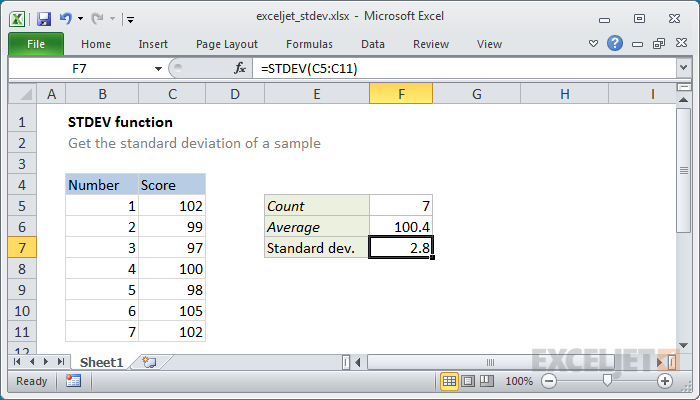 exceljet_stdev.xlsx - Microsoft Excel
File Home Insert Page Layout Formulas Data Review View
F7 fx =STDEV(C5:C11)
A B C D E F G H I
1 STDEV function
2 Get the standard deviation of a sample
3
4 Number Score
5 1 102 Count 7
6 2 99 Average 100.4
7 3 97 Standard dev. 2.8
8 4 100
9 5 98
10 6 105
11 7 102
12
Sheet1
EXCELJET
Ready 100%